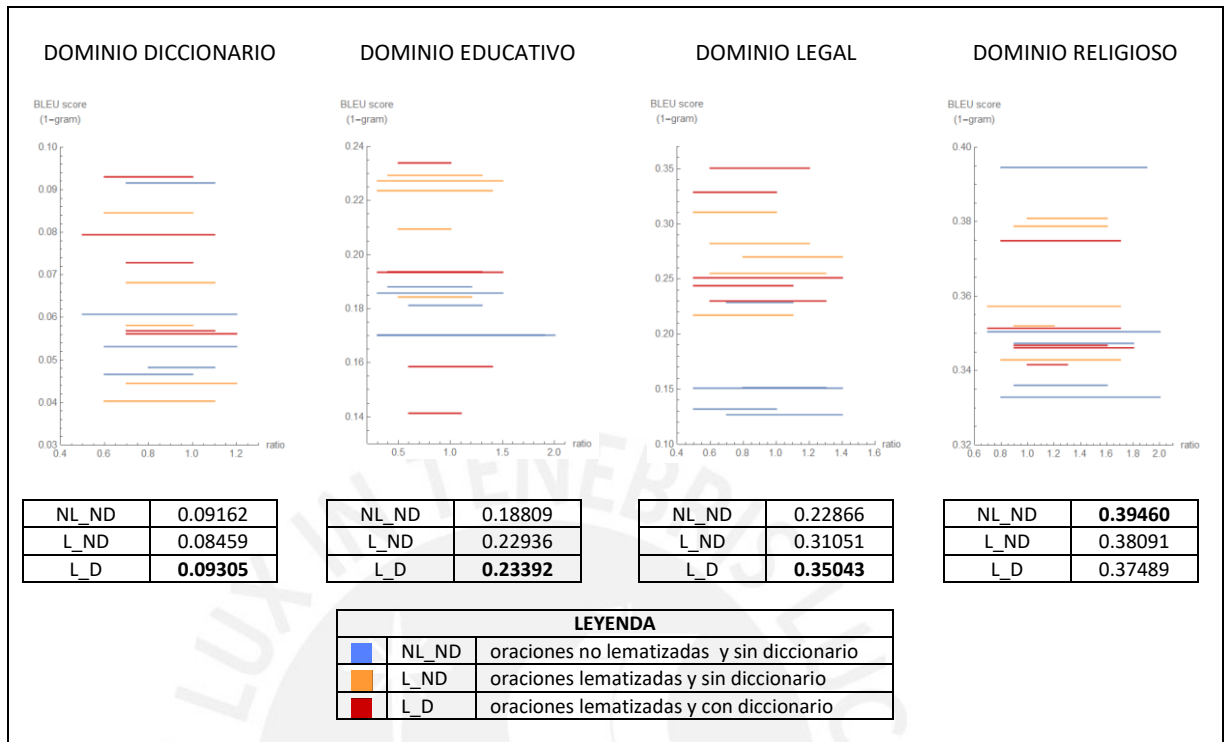 DOMINIO DICCIONARIO
DOMINIO EDUCATIVO
DOMINIO LEGAL
DOMINIO RELIGIOSO
BLEU score
(1-gram)
0.10
0.09
0.08
0.07
0.06
0.05
0.04
0.03
0.4 0.6 0.8 1.0 1.2
ratio
BLEU score
(1-gram)
0.24
0.22
0.20
0.18
0.16
0.14
0.5 1.0 1.5 2.0
ratio
BLEU score
(1-gram)
0.35
0.30
0.25
0.20
0.15
0.10
0.4 0.6 0.8 1.0 1.2 1.4 1.6
ratio
BLEU score
(1-gram)
0.40
0.38
0.36
0.34
0.32
0.6 0.8 1.0 1.2 1.4 1.6 1.8 2.0
ratio
NL_ND 0.09162
L_ND 0.08459
L_D 0.09305
NL_ND 0.18809
L_ND 0.22936
L_D 0.23392
NL_ND 0.22866
L_ND 0.31051
L_D 0.35043
NL_ND 0.39460
L_ND 0.38091
L_D 0.37489
LEYENDA
NL_ND oraciones no lematizadas y sin diccionario
L_ND oraciones lematizadas y sin diccionario
L_D oraciones lematizadas y con diccionario
LUX IN TENEBRIS LUC